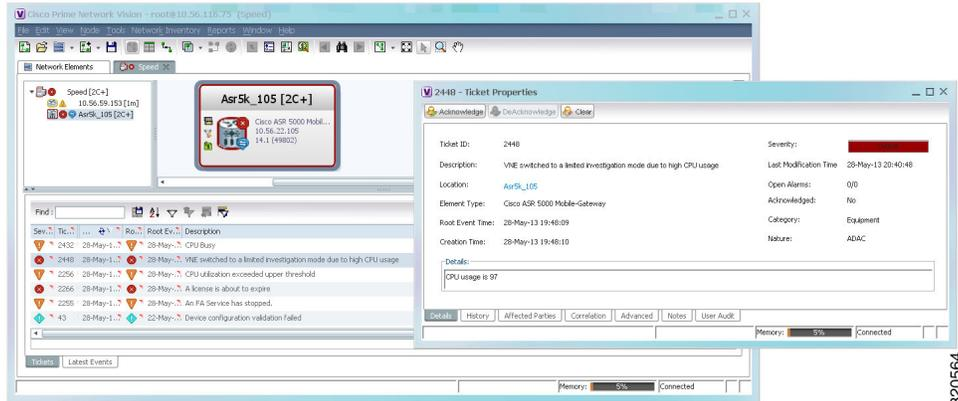 Cisco Prime Network Vision - root@10.56.116.75 (Speed)
File Edit View Node Tools Network Inventory Reports Window Help
Network Elements Speed
Speed [2C+]
10.56.59.153 [1m]
Asr5k_105 [2C+]
Asr5k_105 [2C+]
Cisco ASR 5000 Mobil...
10.56.22.105
14.1 (49802)
Find :
Sev... Tic... ... Ro... Root Ev... Description
2432 28-May-1... 28-May-... CPU Busy
2448 28-May-1... 28-May-... VNE switched to a limited investigation mode due to high CPU usage
2256 28-May-1... 28-May-... CPU utilization exceeded upper threshold
2266 28-May-1... 28-May-... A license is about to expire
2255 28-May-1... 28-May-... An FA Service has stopped.
43 28-May-1... 22-May-... Device configuration validation failed
Tickets Latest Events
Memory: 5% Connected
2448 - Ticket Properties
Acknowledge DeAcknowledge Clear
Ticket ID: 2448
Severity:
Description: VNE switched to a limited investigation mode due to high CPU usage
Last Modification Time 28-May-13 20:40:48
Location: Asr5k_105
Open Alarms: 0/0
Element Type: Cisco ASR 5000 Mobile-Gateway
Acknowledged: No
Root Event Time: 28-May-13 19:48:09
Category: Equipment
Creation Time: 28-May-13 19:48:10
Nature: ADAC
Details:
CPU usage is 97
Details History Affected Parties Correlation Advanced Notes User Audit
Memory: 5% Connected
320564